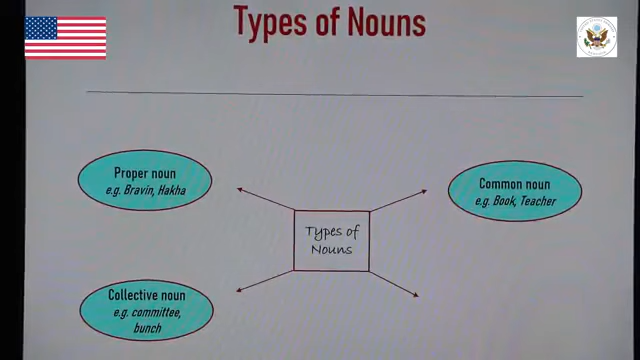 Types of Nouns
Proper noun
e.g. Bravin, Hakha
Common noun
e.g. Book, Teacher
Types of
Nouns
Collective noun
e.g. committee,
bunch